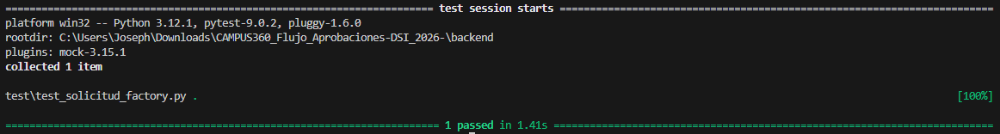 ============================================================================ test session starts ============================================================================
platform win32 -- Python 3.12.1, pytest-9.0.2, pluggy-1.6.0
rootdir: C:\Users\Joseph\Downloads\CAMPUS360_Flujo_Aprobaciones-DSI_2026-\backend
plugins: mock-3.15.1
collected 1 item
test\test_solicitud_factory.py . [100%]
============================================================================= 1 passed in 1.41s =============================================================================